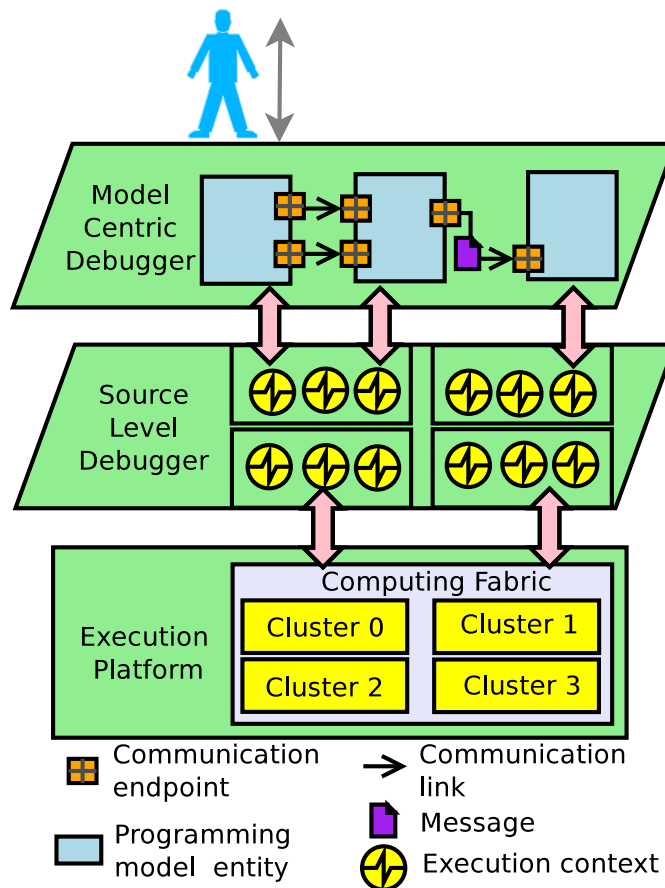 Model
Centric
Debugger
Source
Level
Debugger
Computing Fabric
Execution
Platform
Cluster 0
Cluster 1
Cluster 2
Cluster 3
Communication
endpoint
Communication
link
Message
Programming
model entity
Execution context